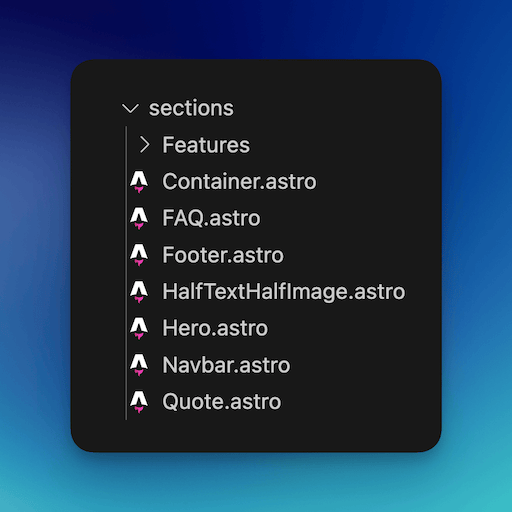 sections
Features
Container.astro
FAQ.astro
Footer.astro
HalfTextHalfImage.astro
Hero.astro
Navbar.astro
Quote.astro